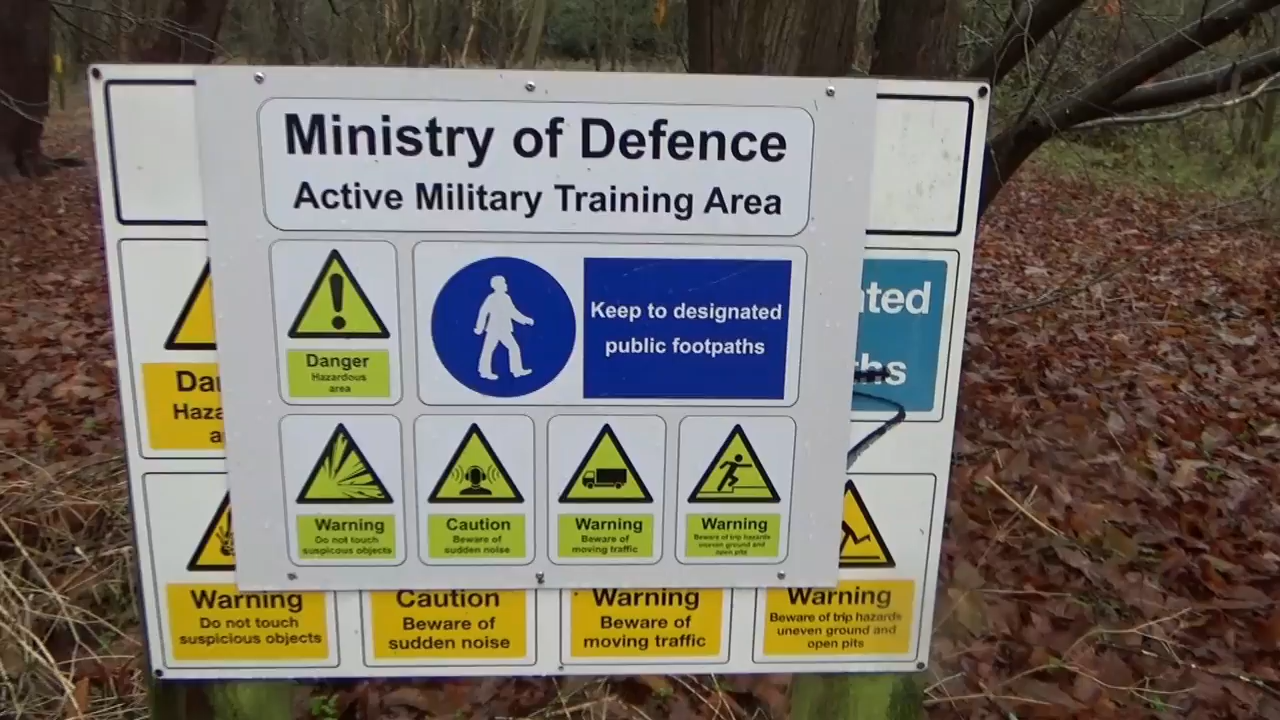 Ministry of Defence
Active Military Training Area
Danger
Hazardous
area
Keep to designated
public footpaths
Warning
Do not touch
suspicious objects
Caution
Beware of
sudden noise
Warning
Beware of
moving traffic
Warning
Beware of trip hazards
uneven ground and
open pits
Warning
Do not touch
suspicious objects
Caution
Beware of
sudden noise
Warning
Beware of
moving traffic
Warning
Beware of trip hazards
uneven ground and
open pits